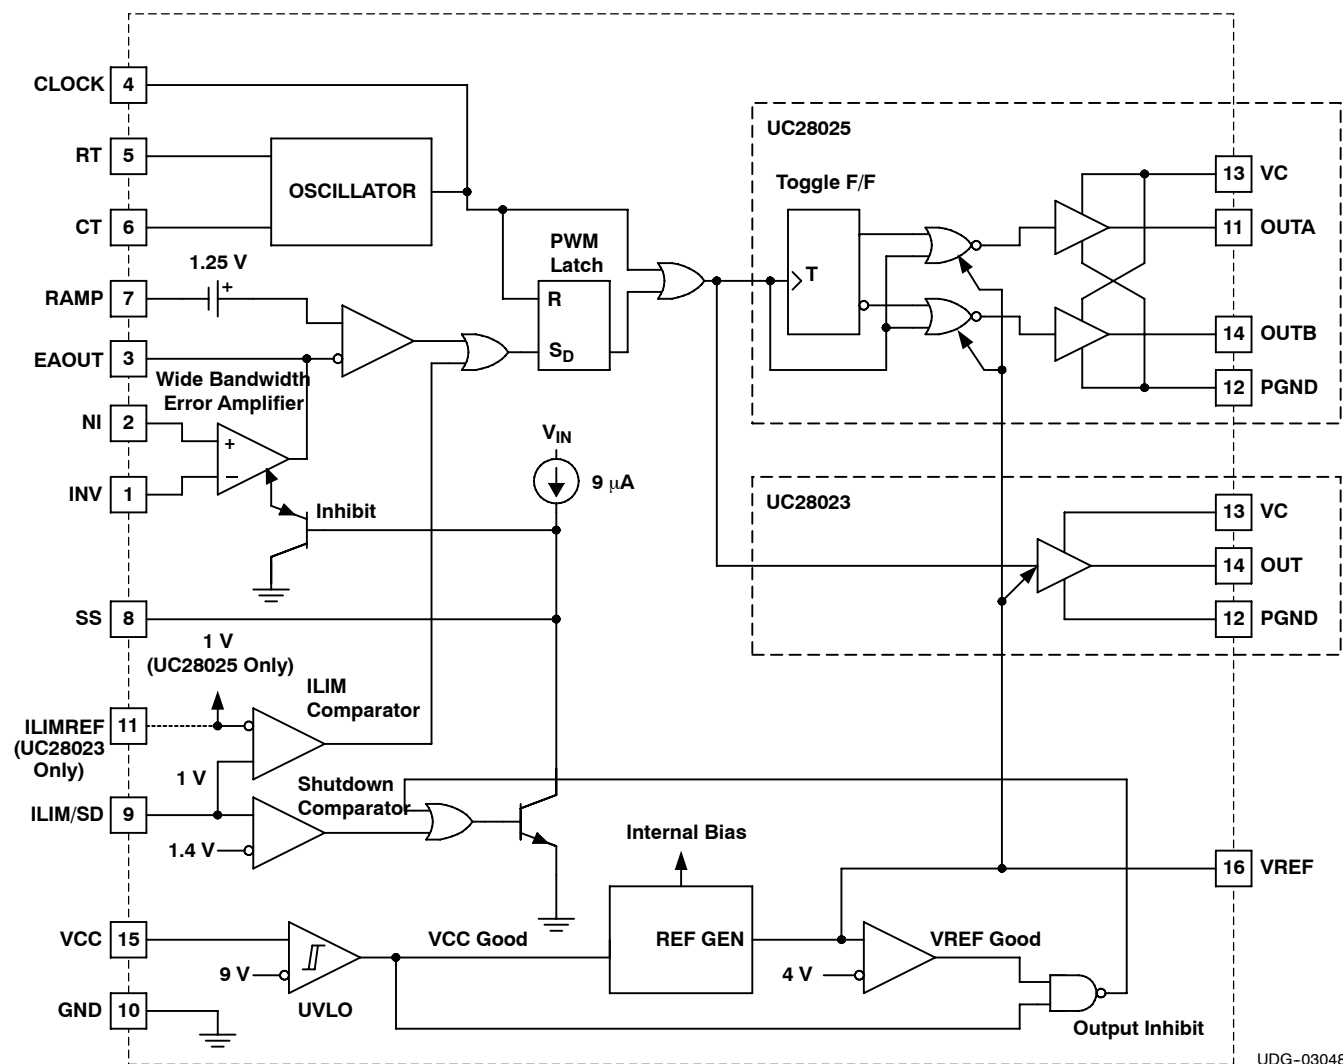 CLOCK 4
RT 5
CT 6
OSCILLATOR
1.25 V
+
RAMP 7
EAOUT 3
Wide Bandwidth
Error Amplifier
NI 2
+
INV 1
−
Inhibit
PWM
Latch
R
SD
VIN
9 μA
UC28025
Toggle F/F
T
13 VC
11 OUTA
14 OUTB
12 PGND
UC28023
13 VC
14 OUT
12 PGND
SS 8
1 V
(UC28025 Only)
ILIM
Comparator
ILIMREF 11
(UC28023
Only)
1 V
Shutdown
Comparator
ILIM/SD 9
1.4 V
Internal Bias
16 VREF
VCC 15
VCC Good
REF GEN
VREF Good
9 V
4 V
UVLO
GND 10
Output Inhibit
UDG-03048